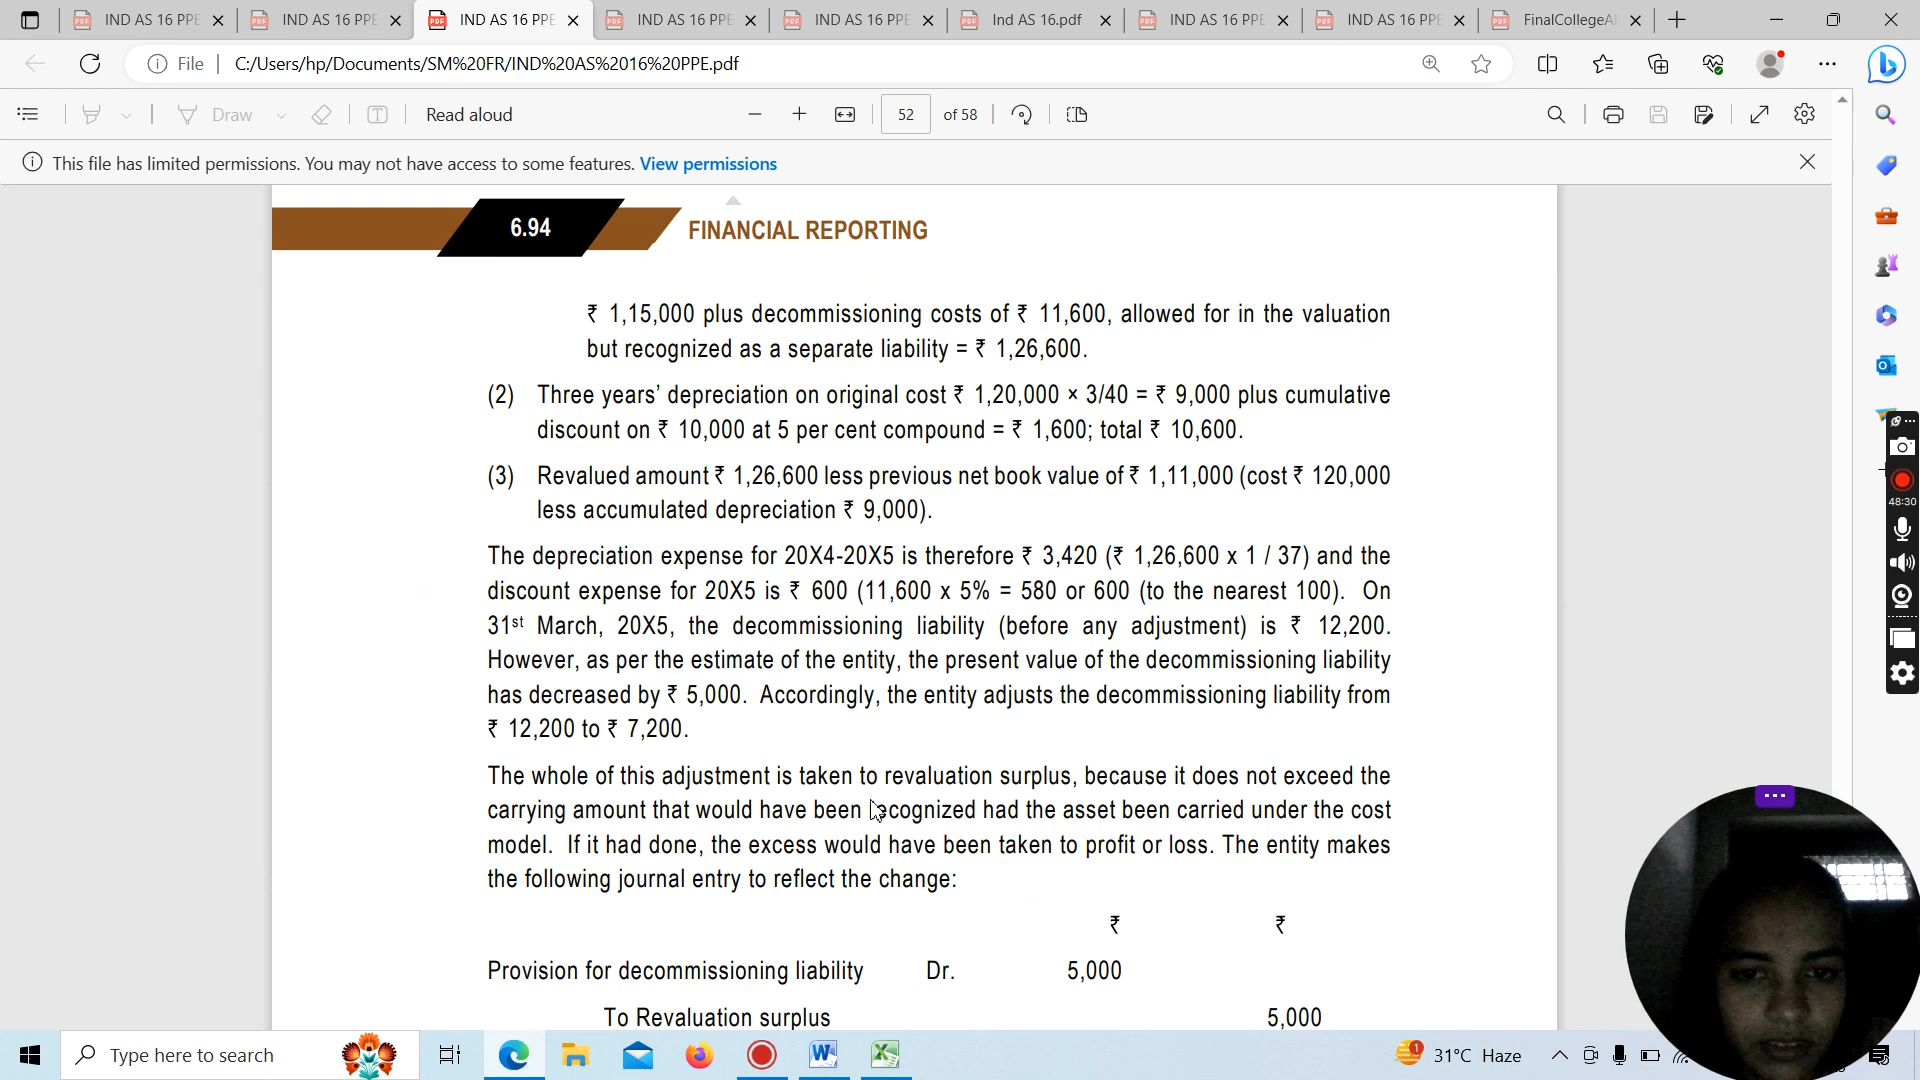 IND AS 16 PPE
IND AS 16 PPE
IND AS 16 PPE
IND AS 16 PPE
IND AS 16 PPE
Ind AS 16.pdf
IND AS 16 PPE
IND AS 16 PPE
FinalCollegeAl
File
C:/Users/hp/Documents/SM%20FR/IND%20AS%2016%20PPE.pdf
Draw
Read aloud
52
of 58
This file has limited permissions. You may not have access to some features. View permissions
6.94
FINANCIAL REPORTING
₹ 1,15,000 plus decommissioning costs of ₹ 11,600, allowed for in the valuation
but recognized as a separate liability = ₹ 1,26,600.
(2) Three years' depreciation on original cost ₹ 1,20,000 × 3/40 = ₹ 9,000 plus cumulative
discount on ₹ 10,000 at 5 per cent compound = ₹ 1,600; total ₹ 10,600.
(3) Revalued amount ₹ 1,26,600 less previous net book value of ₹ 1,11,000 (cost ₹ 120,000
less accumulated depreciation ₹ 9,000).
The depreciation expense for 20X4-20X5 is therefore ₹ 3,420 (₹ 1,26,600 x 1 / 37) and the
discount expense for 20X5 is ₹ 600 (11,600 x 5% = 580 or 600 (to the nearest 100). On
31st March, 20X5, the decommissioning liability (before any adjustment) is ₹ 12,200.
However, as per the estimate of the entity, the present value of the decommissioning liability
has decreased by ₹ 5,000. Accordingly, the entity adjusts the decommissioning liability from
₹ 12,200 to ₹ 7,200.
The whole of this adjustment is taken to revaluation surplus, because it does not exceed the
carrying amount that would have been recognized had the asset been carried under the cost
model. If it had done, the excess would have been taken to profit or loss. The entity makes
the following journal entry to reflect the change:
₹ ₹
Provision for decommissioning liability Dr. 5,000
To Revaluation surplus 5,000
48:30
Type here to search
31°C Haze